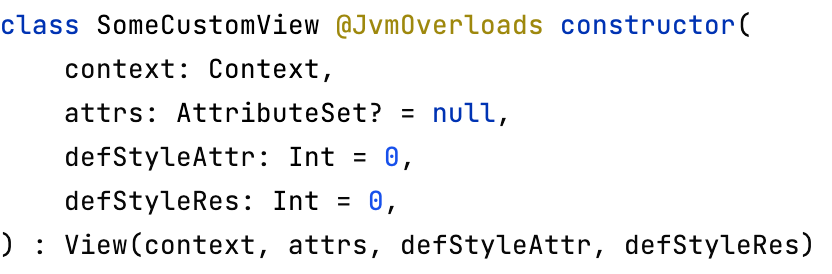 class SomeCustomView @JvmOverloads constructor(
    context: Context,
    attrs: AttributeSet? = null,
    defStyleAttr: Int = 0,
    defStyleRes: Int = 0,
) : View(context, attrs, defStyleAttr, defStyleRes)